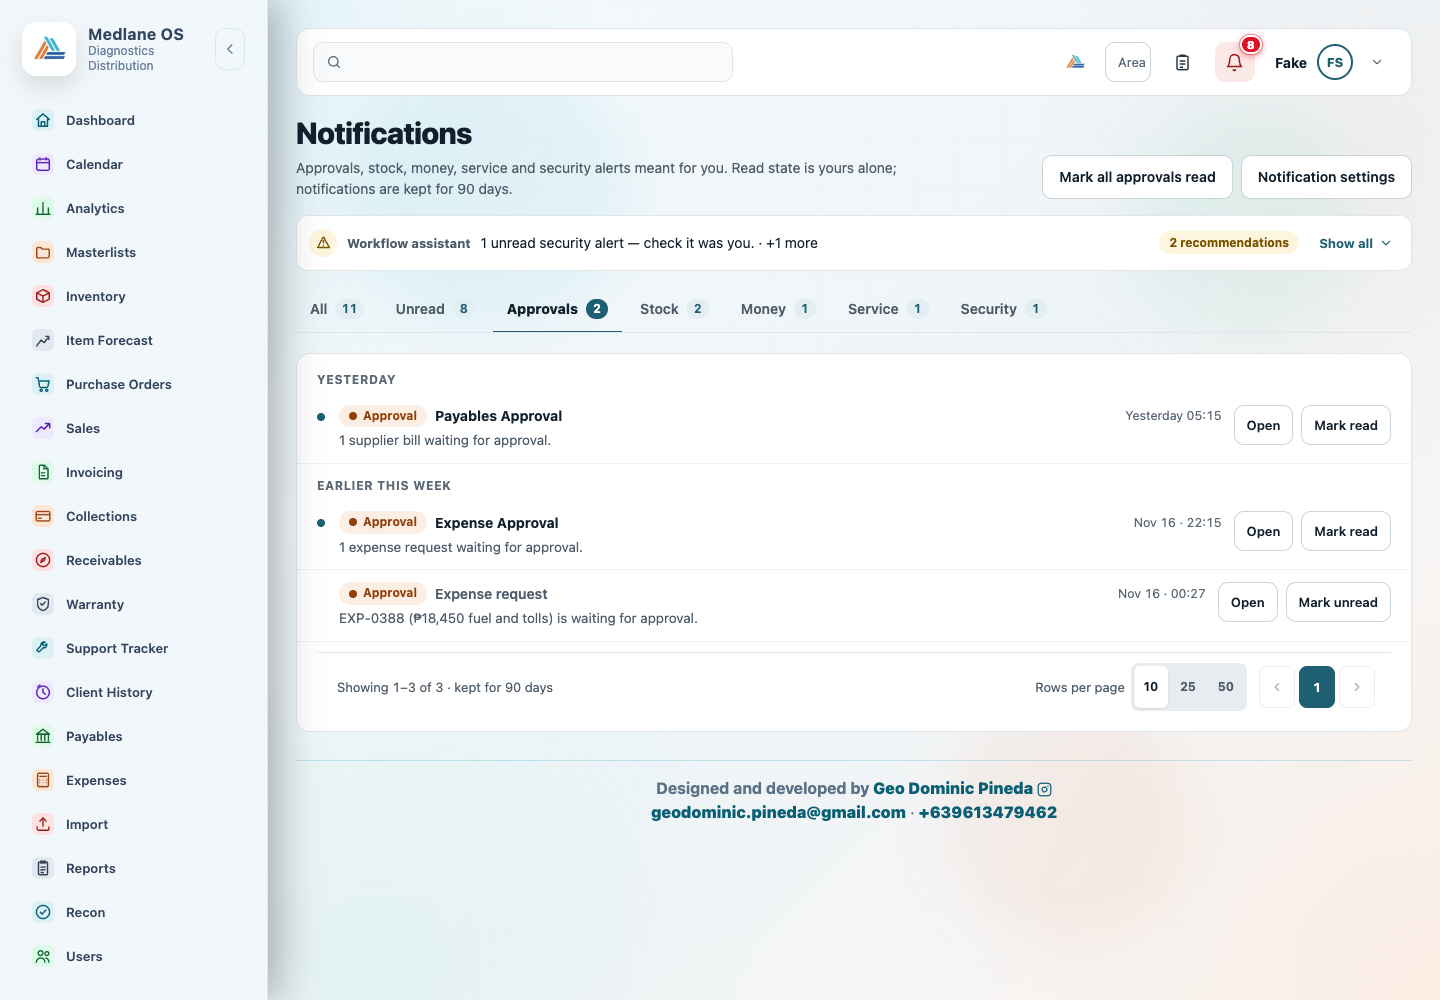 Medlane OS
Diagnostics
Distribution
Dashboard
Calendar
Analytics
Masterlists
Inventory
Item Forecast
Purchase Orders
Sales
Invoicing
Collections
Receivables
Warranty
Support Tracker
Client History
Payables
Expenses
Import
Reports
Recon
Users
Area
8
Fake
FS
Notifications
Approvals, stock, money, service and security alerts meant for you. Read state is yours alone;
notifications are kept for 90 days.
Mark all approvals read
Notification settings
Workflow assistant 1 unread security alert — check it was you. · +1 more
2 recommendations
Show all
All 11
Unread 8
Approvals 2
Stock 2
Money 1
Service 1
Security 1
YESTERDAY
Approval Payables Approval
1 supplier bill waiting for approval.
Yesterday 05:15
Open
Mark read
EARLIER THIS WEEK
Approval Expense Approval
1 expense request waiting for approval.
Nov 16 · 22:15
Open
Mark read
Approval Expense request
EXP-0388 (₱18,450 fuel and tolls) is waiting for approval.
Nov 16 · 00:27
Open
Mark unread
Showing 1–3 of 3 · kept for 90 days
Rows per page 10 25 50
1
Designed and developed by Geo Dominic Pineda
geodominic.pineda@gmail.com · +639613479462